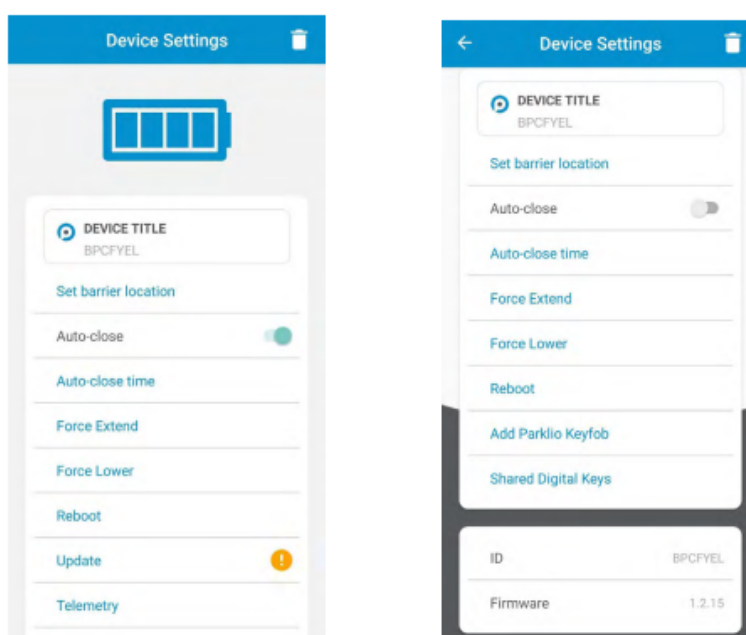 Device Settings
DEVICE TITLE
BPCFYEL
Set barrier location
Auto-close
Auto-close time
Force Extend
Force Lower
Reboot
Update
Telemetry
Device Settings
DEVICE TITLE
BPCFYEL
Set barrier location
Auto-close
Auto-close time
Force Extend
Force Lower
Reboot
Add Parklio Keyfob
Shared Digital Keys
ID BPCFYEL
Firmware 1.2.15